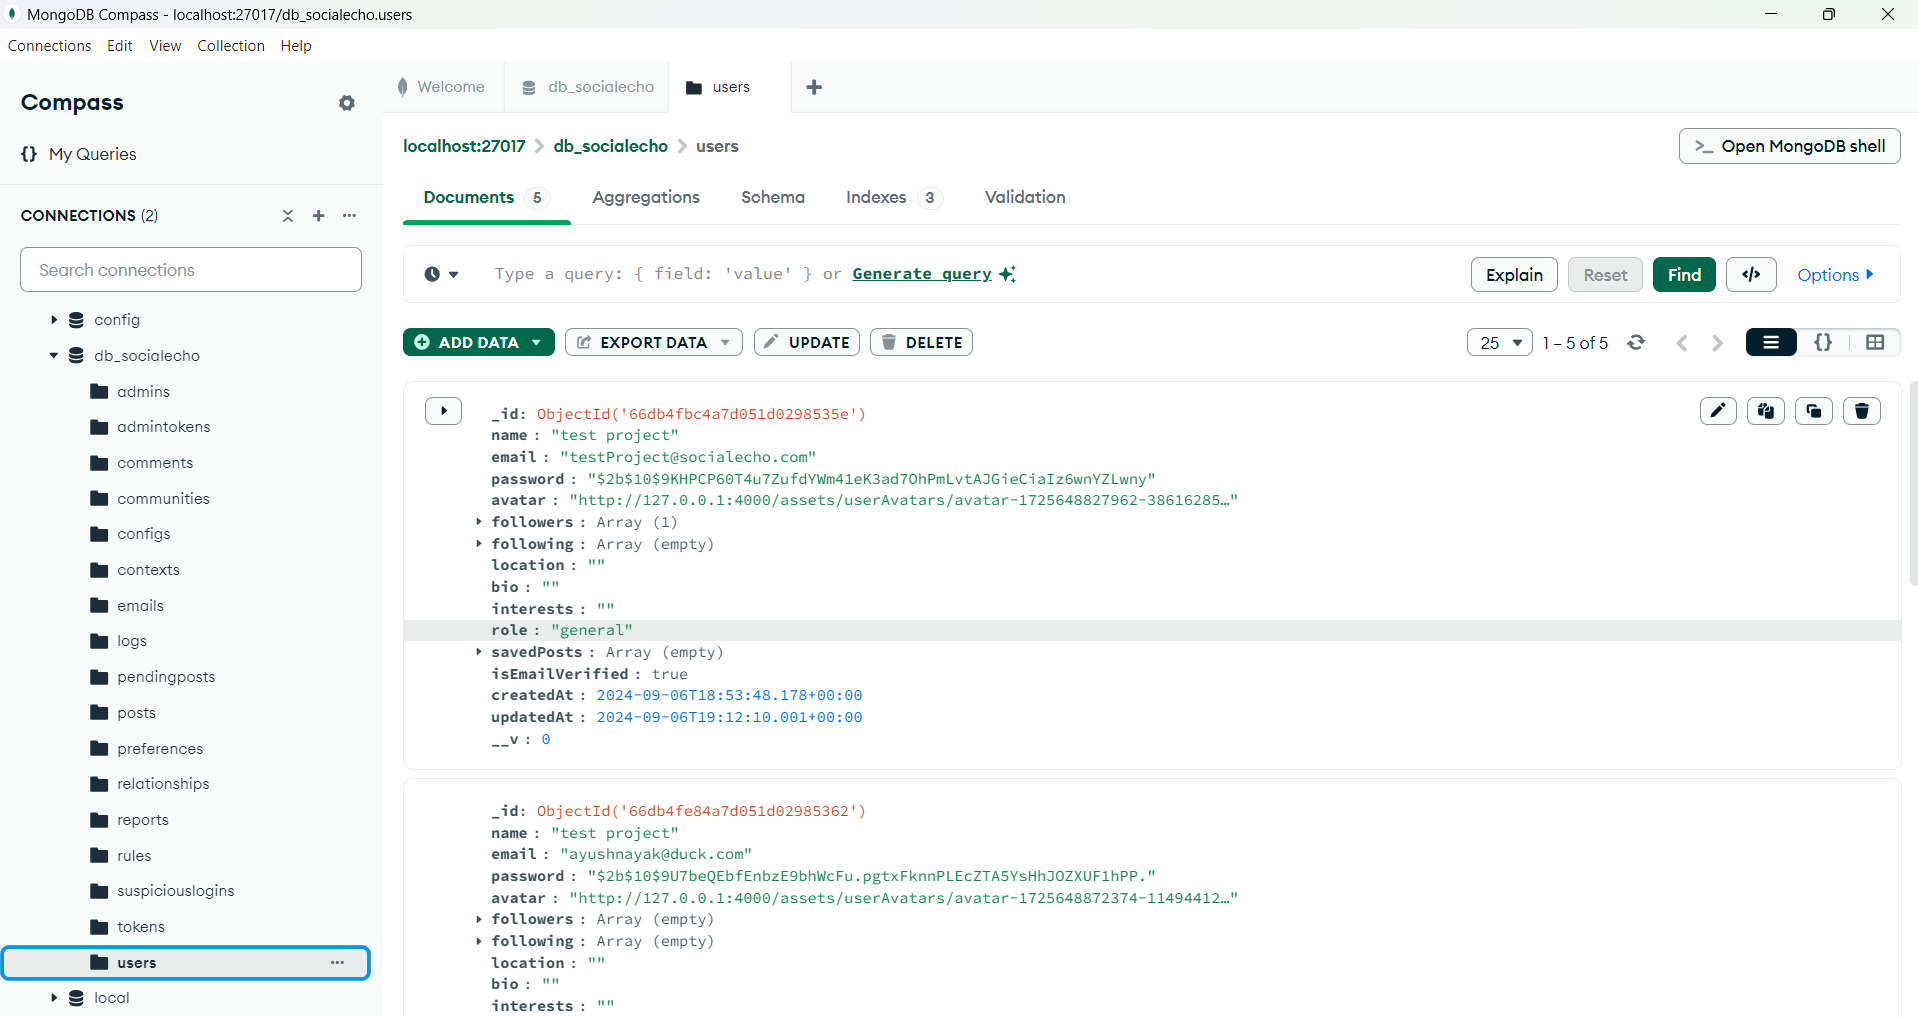 MongoDB Compass - localhost:27017/db_socialecho.users
Connections Edit View Collection Help
Compass
{} My Queries
CONNECTIONS (2)
Search connections
config
db_socialecho
admins
admintokens
comments
communities
configs
contexts
emails
logs
pendingposts
posts
preferences
relationships
reports
rules
suspiciouslogins
tokens
users
local
Welcome db_socialecho users
localhost:27017 > db_socialecho > users
>_ Open MongoDB shell
Documents 5 Aggregations Schema Indexes 3 Validation
Type a query: { field: 'value' } or Generate query
Explain Reset Find </> Options
ADD DATA EXPORT DATA UPDATE DELETE
25 1 – 5 of 5 {}
_id: ObjectId('66db4fbc4a7d051d0298535e')
name : "test project"
email : "testProject@socialecho.com"
password : "$2b$10$9KHPCP60T4u7ZufdYWm41eK3ad7OhPmLvtAJGieCiaIz6wnYZLwny"
avatar : "http://127.0.0.1:4000/assets/userAvatars/avatar-1725648827962-38616285…"
followers : Array (1)
following : Array (empty)
location : ""
bio : ""
interests : ""
role : "general"
savedPosts : Array (empty)
isEmailVerified : true
createdAt : 2024-09-06T18:53:48.178+00:00
updatedAt : 2024-09-06T19:12:10.001+00:00
__v : 0
_id: ObjectId('66db4fe84a7d051d02985362')
name : "test project"
email : "ayushnayak@duck.com"
password : "$2b$10$9U7beQEbfEnbzE9bhWcFu.pgtxFknnPLEcZTA5YsHhJOZXUF1hPP."
avatar : "http://127.0.0.1:4000/assets/userAvatars/avatar-1725648872374-11494412…"
followers : Array (empty)
following : Array (empty)
location : ""
bio : ""
interests : ""